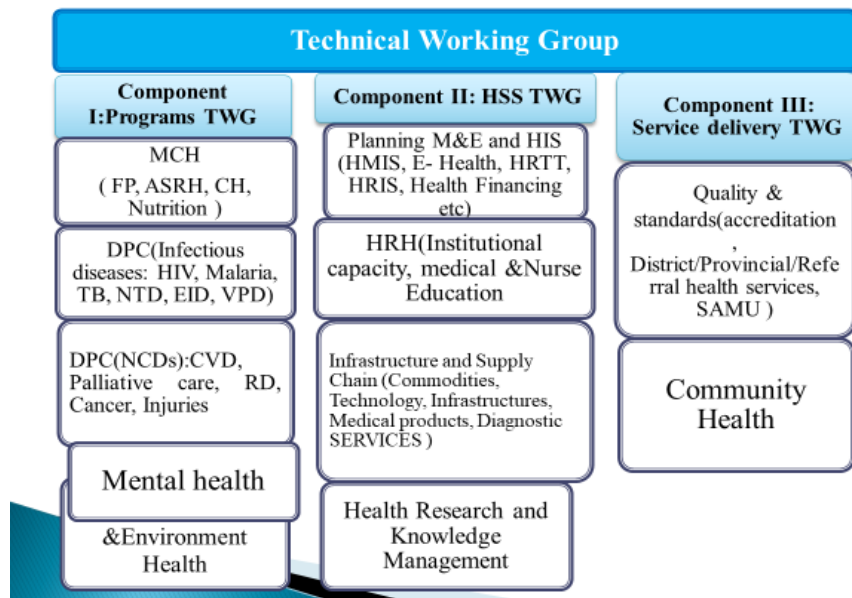 Technical Working Group
Component
I:Programs TWG
MCH
( FP, ASRH, CH,
Nutrition )
DPC(Infectious
diseases: HIV, Malaria,
TB, NTD, EID, VPD)
DPC(NCDs):CVD,
Palliative care, RD,
Cancer, Injuries
Mental health
&Environment
Health
Component II: HSS TWG
Planning M&E and HIS
(HMIS, E- Health, HRTT,
HRIS, Health Financing
etc)
HRH(Institutional
capacity, medical &Nurse
Education
Infrastructure and Supply
Chain (Commodities,
Technology, Infrastructures,
Medical products, Diagnostic
SERVICES )
Health Research and
Knowledge
Management
Component III:
Service delivery TWG
Quality &
standards(accreditation
,
District/Provincial/Refe
rral health services,
SAMU )
Community
Health